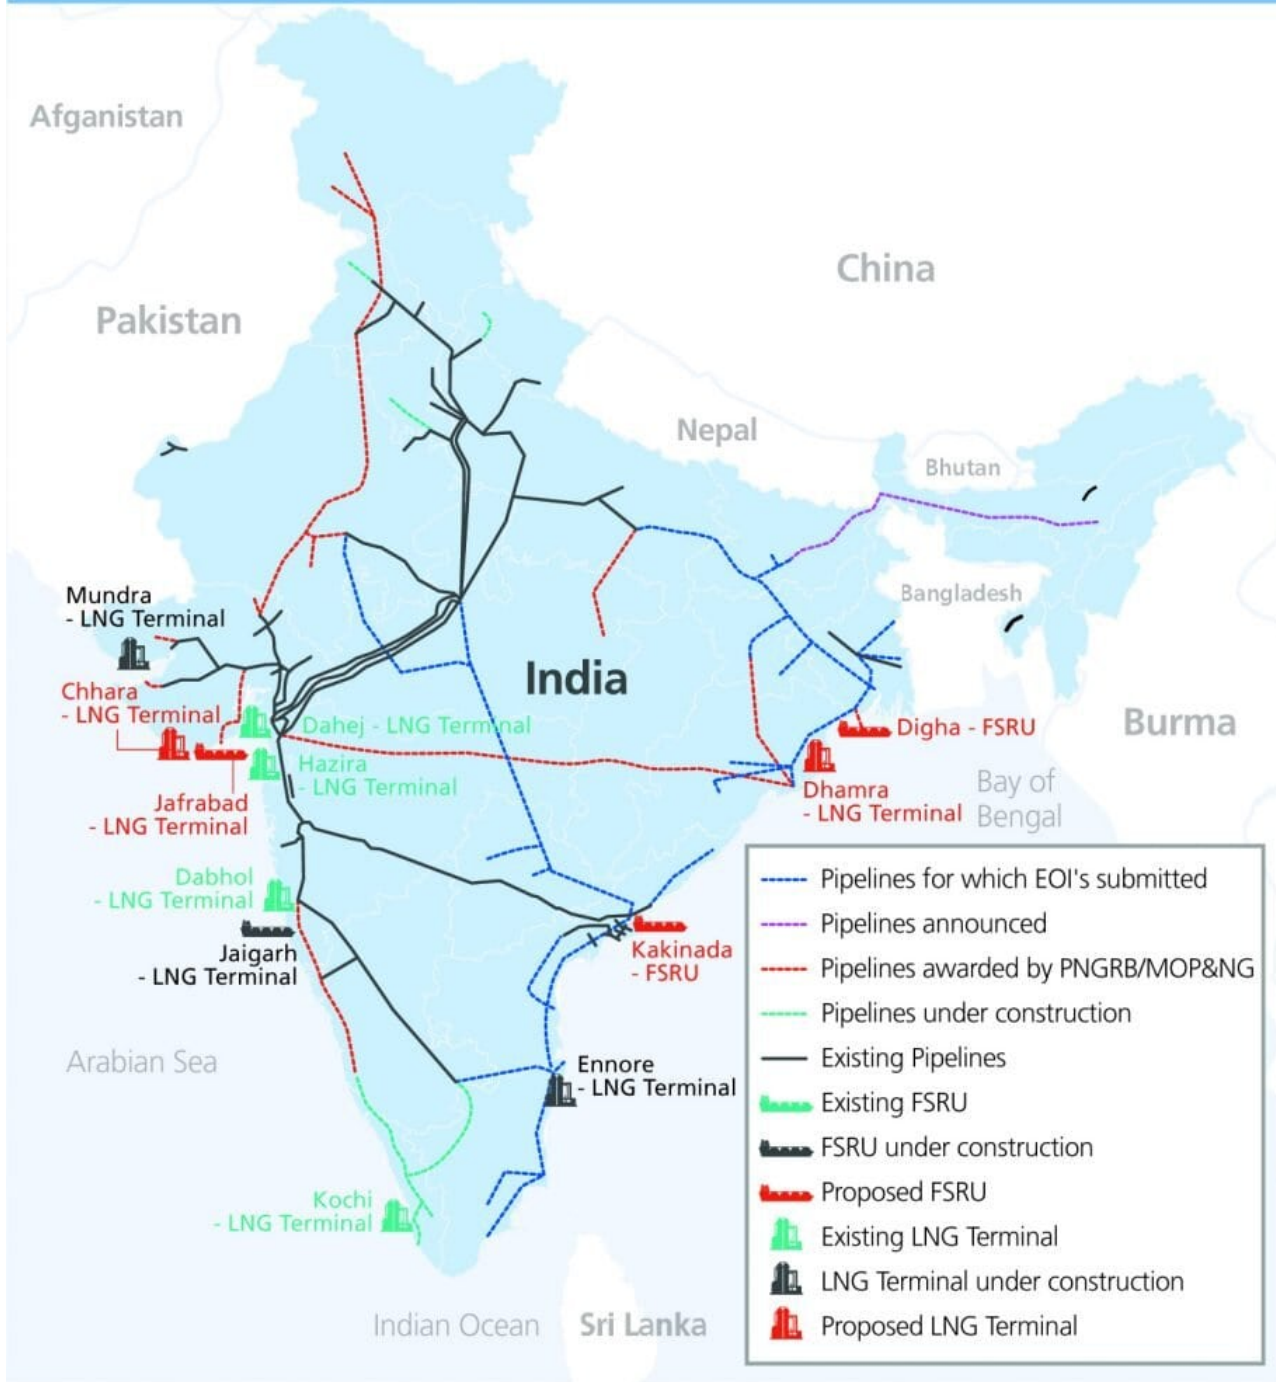 Afganistan
China
Pakistan
Nepal
Bhutan
Mundra
- LNG Terminal
Bangladesh
India
Chhara
- LNG Terminal
Burma
Dahej - LNG Terminal
Digha - FSRU
Hazira
- LNG Terminal
Jafrabad
- LNG Terminal
Dhamra
- LNG Terminal
Bay of
Bengal
Dabhol
- LNG Terminal
Jaigarh
- LNG Terminal
Kakinada
- FSRU
Arabian Sea
Ennore
- LNG Terminal
Kochi
- LNG Terminal
Indian Ocean
Sri Lanka
Pipelines for which EOI's submitted
Pipelines announced
Pipelines awarded by PNGRB/MOP&NG
Pipelines under construction
Existing Pipelines
Existing FSRU
FSRU under construction
Proposed FSRU
Existing LNG Terminal
LNG Terminal under construction
Proposed LNG Terminal